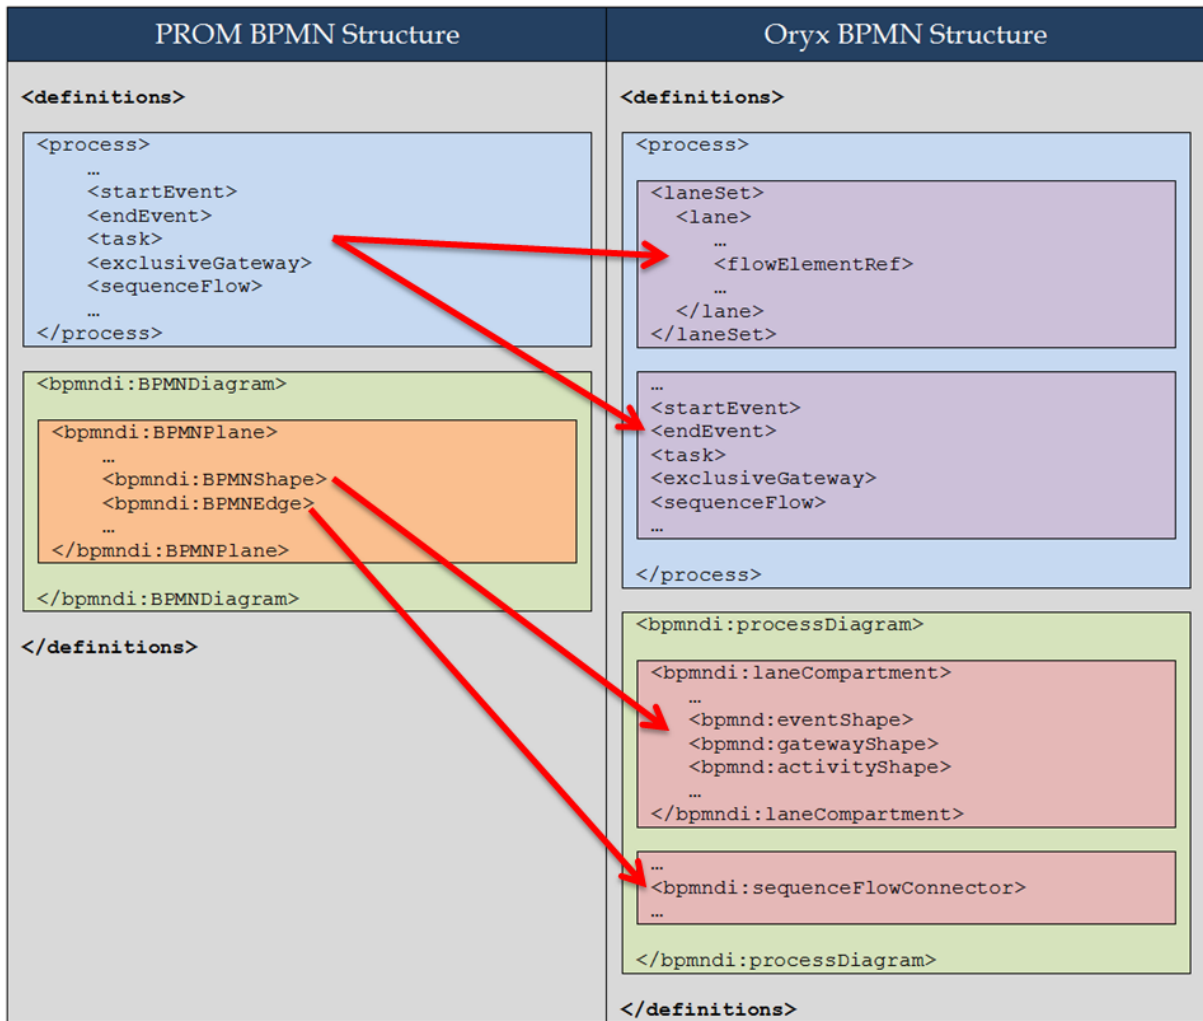 PROM BPMN Structure
<definitions>
<process>
…
<startEvent>
<endEvent>
<task>
<exclusiveGateway>
<sequenceFlow>
…
</process>
<bpmndi:BPMNDiagram>
<bpmndi:BPMNPlane>
…
<bpmndi:BPMNShape>
<bpmndi:BPMNEdge>
…
</bpmndi:BPMNPlane>
</bpmndi:BPMNDiagram>
</definitions>
Oryx BPMN Structure
<definitions>
<process>
<laneSet>
<lane>
…
<flowElementRef>
…
</lane>
</laneSet>
…
<startEvent>
<endEvent>
<task>
<exclusiveGateway>
<sequenceFlow>
…
</process>
<bpmndi:processDiagram>
<bpmndi:laneCompartment>
…
<bpmnd:eventShape>
<bpmnd:gatewayShape>
<bpmnd:activityShape>
…
</bpmndi:laneCompartment>
…
<bpmndi:sequenceFlowConnector>
…
</bpmndi:processDiagram>
</definitions>